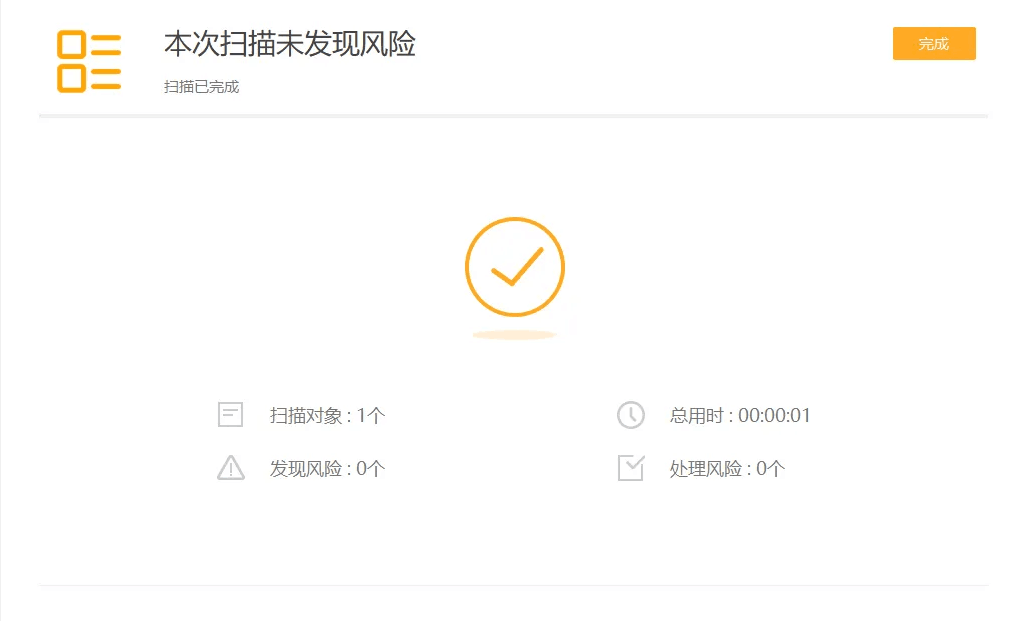 本次扫描未发现风险
完成
扫描已完成
扫描对象 : 1个
总用时 : 00:00:01
发现风险 : 0个
处理风险 : 0个